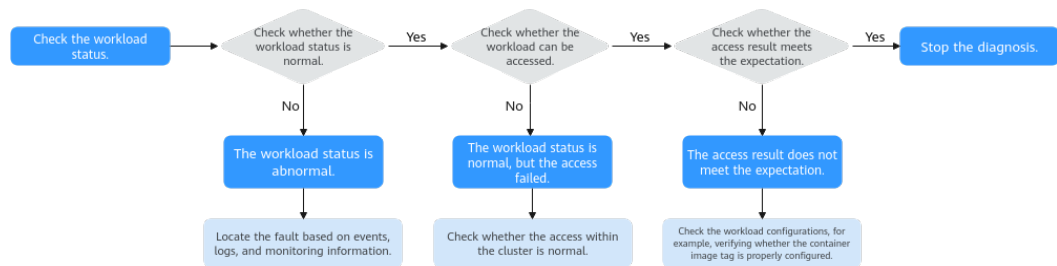 Check the workload
status.
Check whether the
workload status is
normal.
Yes
Check whether the
workload can be
accessed.
Yes
Check whether the
access result meets
the expectation.
Yes
Stop the diagnosis.
No
No
No
The workload status is
abnormal.
The workload status is
normal, but the access
failed.
The access result does not
meet the expectation.
Locate the fault based on events,
logs, and monitoring information.
Check whether the access within
the cluster is normal.
Check the workload configurations, for
example, verifying whether the container
image tag is properly configured.